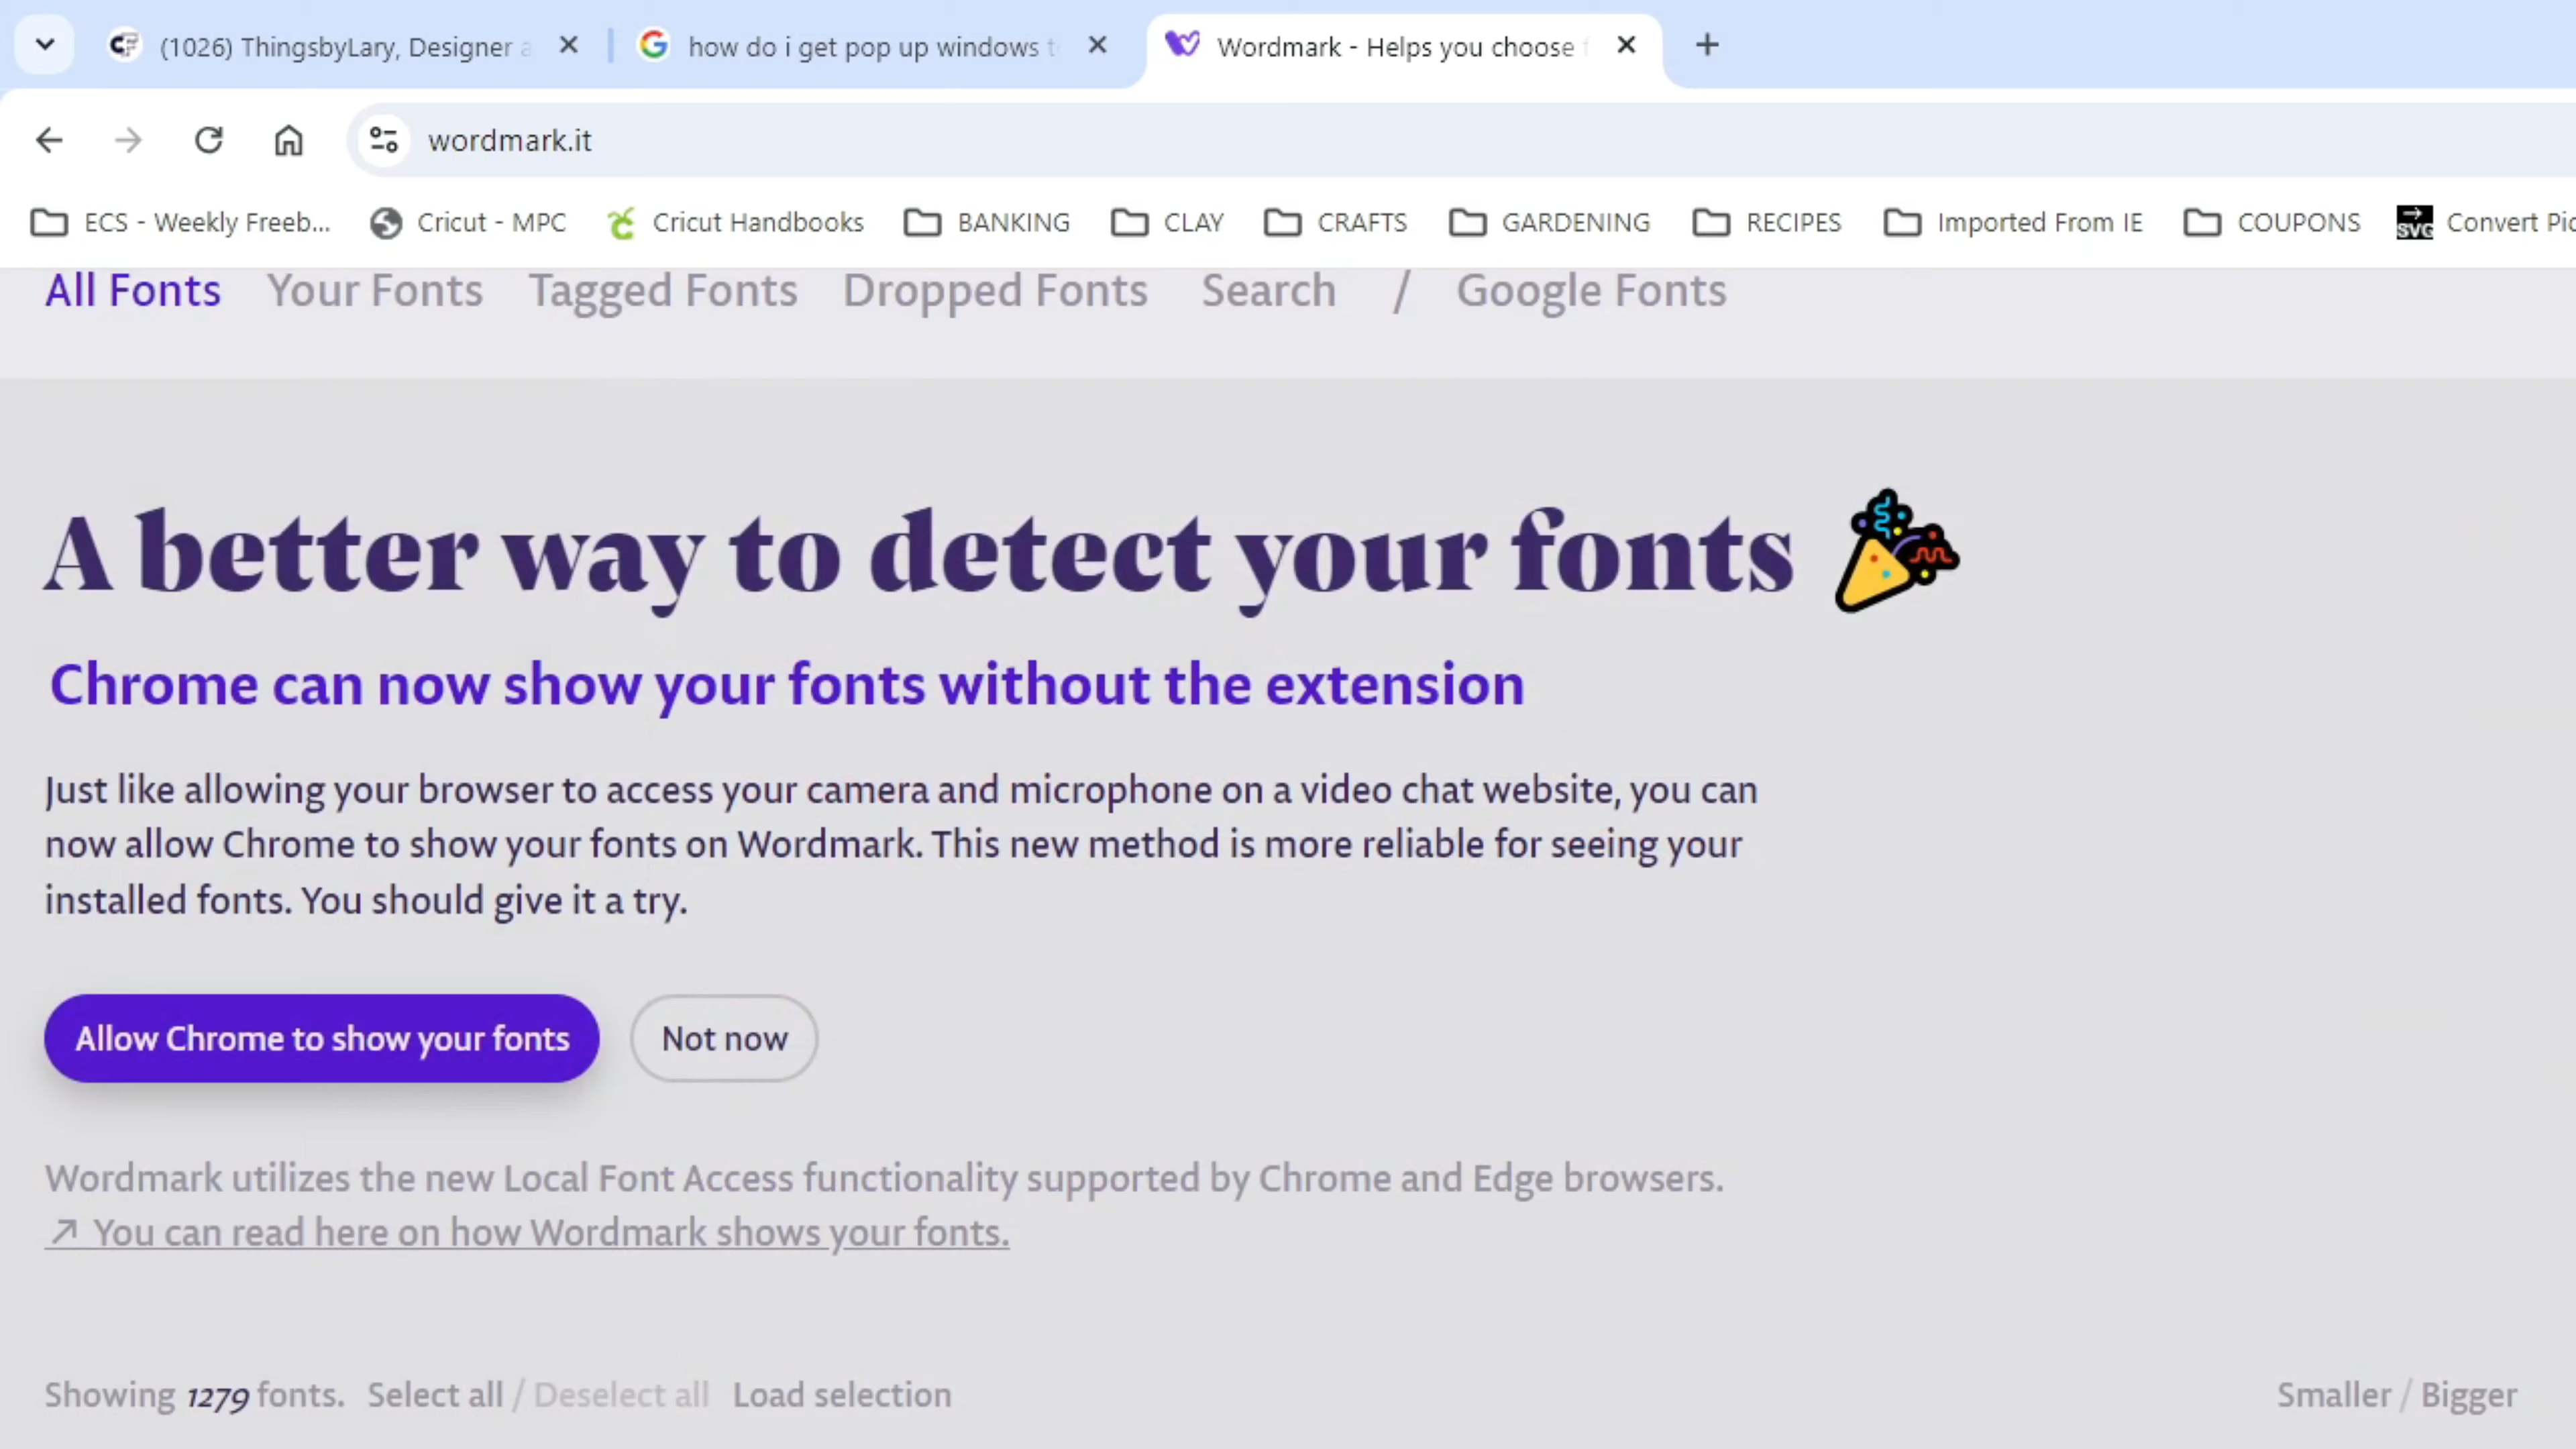 (1026) ThingsbyLary, Designer a
how do i get pop up windows t
Wordmark - Helps you choose f
wordmark.it
ECS - Weekly Freeb...
Cricut - MPC
Cricut Handbooks
BANKING
CLAY
CRAFTS
GARDENING
RECIPES
Imported From IE
COUPONS
SVG
Convert Pic
All Fonts Your Fonts Tagged Fonts Dropped Fonts Search / Google Fonts
A better way to detect your fonts
Chrome can now show your fonts without the extension
Just like allowing your browser to access your camera and microphone on a video chat website, you can
now allow Chrome to show your fonts on Wordmark. This new method is more reliable for seeing your
installed fonts. You should give it a try.
Allow Chrome to show your fonts
Not now
Wordmark utilizes the new Local Font Access functionality supported by Chrome and Edge browsers.
↗ You can read here on how Wordmark shows your fonts.
Showing 1279 fonts. Select all / Deselect all Load selection
Smaller / Bigger